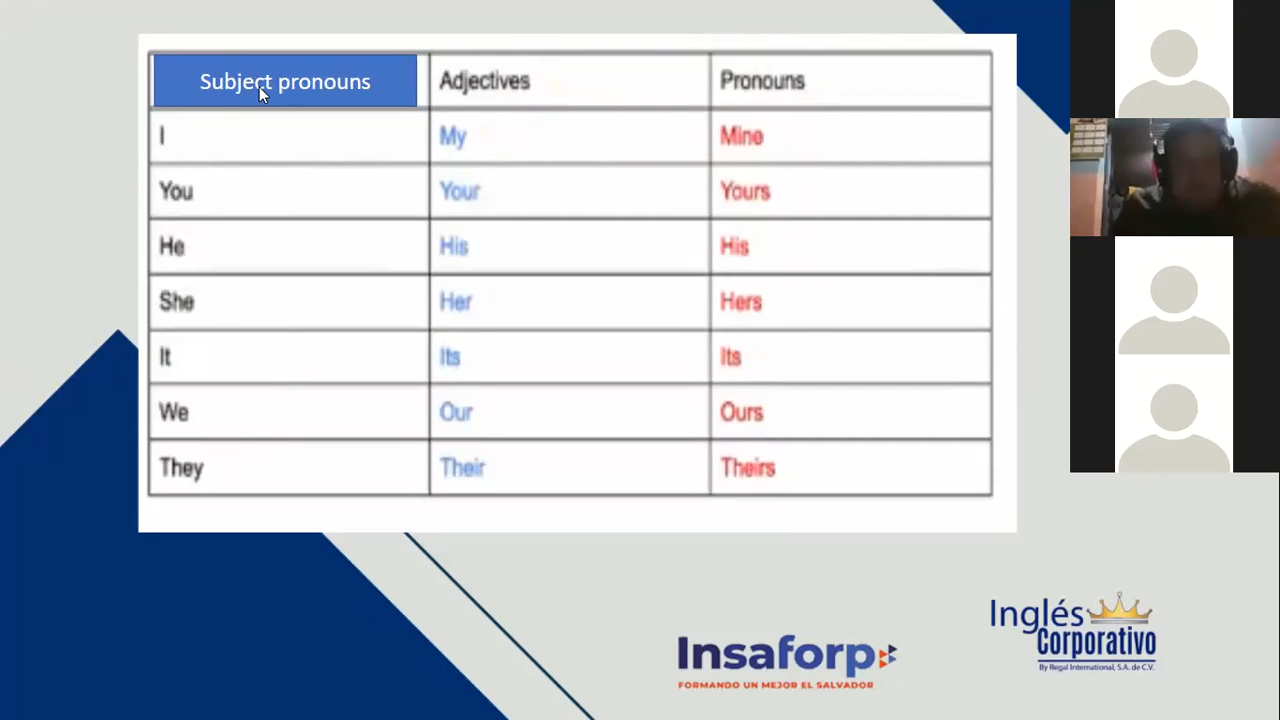 Subject pronouns Adjectives Pronouns
I My Mine
You Your Yours
He His His
She Her Hers
It Its Its
We Our Ours
They Their Theirs
Insaforp
FORMANDO UN MEJOR EL SALVADOR
Inglés
Corporativo
By Regal International, S.A. de C.V.